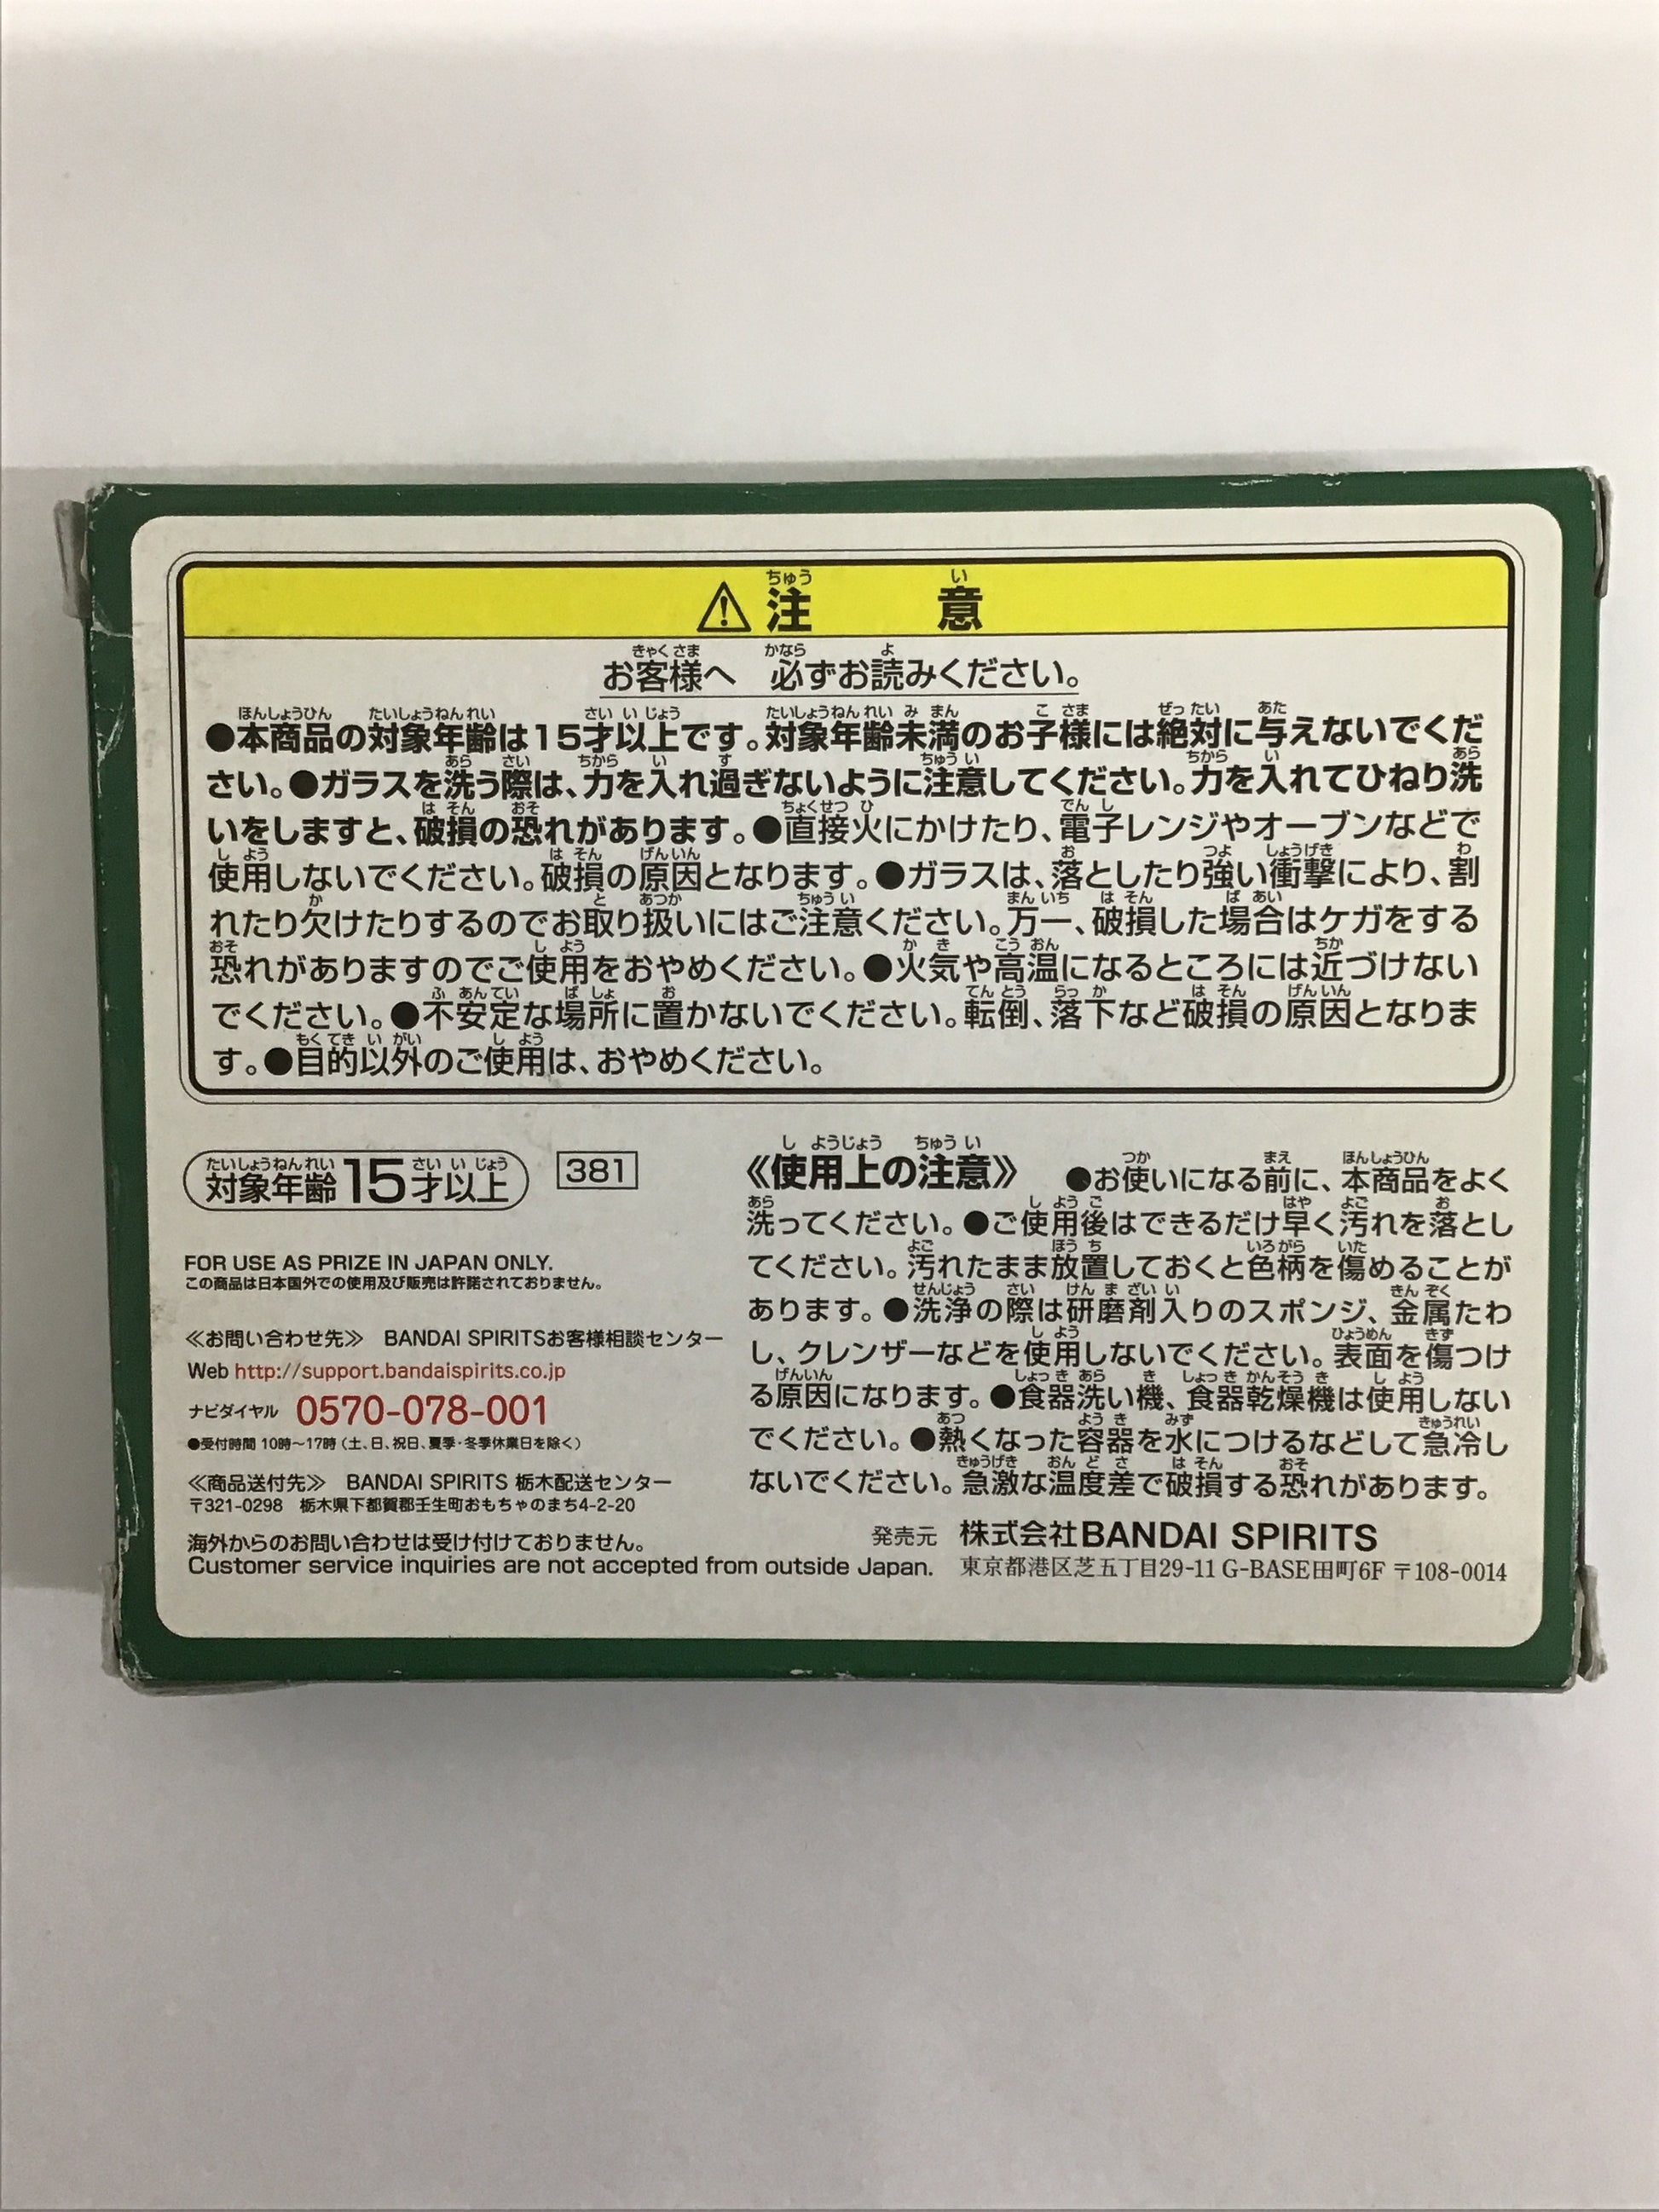 ⚠注 意
お客様へ 必ずお読みください。
●本商品の対象年齢は15才以上です。対象年齢未満のお子様には絶対に与えないでくだ
さい。●ガラスを洗う際は、力を入れ過ぎないように注意してください。力を入れてひねり洗
いをしますと、破損の恐れがあります。●直接火にかけたり、電子レンジやオーブンなどで
使用しないでください。破損の原因となります。●ガラスは、落としたり強い衝撃により、割
れたり欠けたりするのでお取り扱いにはご注意ください。万一、破損した場合はケガをする
恐れがありますのでご使用をおやめください。●火気や高温になるところには近づけない
でください。●不安定な場所に置かないでください。転倒、落下など破損の原因となりま
す。●目的以外のご使用は、おやめください。
対象年齢15才以上 381
FOR USE AS PRIZE IN JAPAN ONLY.
この商品は日本国外での使用及び販売は許諾されておりません。
≪お問い合わせ先≫ BANDAI SPIRITSお客様相談センター
Web http://support.bandaispirits.co.jp
ナビダイヤル 0570-078-001
●受付時間 10時〜17時（土、日、祝日、夏季・冬季休業日を除く）
≪商品送付先≫ BANDAI SPIRITS 栃木配送センター
〒321-0298 栃木県下都賀郡壬生町おもちゃのまち4-2-20
海外からのお問い合わせは受け付けておりません。
Customer service inquiries are not accepted from outside Japan.
《使用上の注意》 ●お使いになる前に、本商品をよく
洗ってください。●ご使用後はできるだけ早く汚れを落とし
てください。汚れたまま放置しておくと色柄を傷めることが
あります。●洗浄の際は研磨剤入りのスポンジ、金属たわ
し、クレンザーなどを使用しないでください。表面を傷つけ
る原因になります。●食器洗い機、食器乾燥機は使用しない
でください。●熱くなった容器を水につけるなどして急冷し
ないでください。急激な温度差で破損する恐れがあります。
発売元 株式会社BANDAI SPIRITS
東京都港区芝五丁目29-11 G-BASE田町6F 〒108-0014